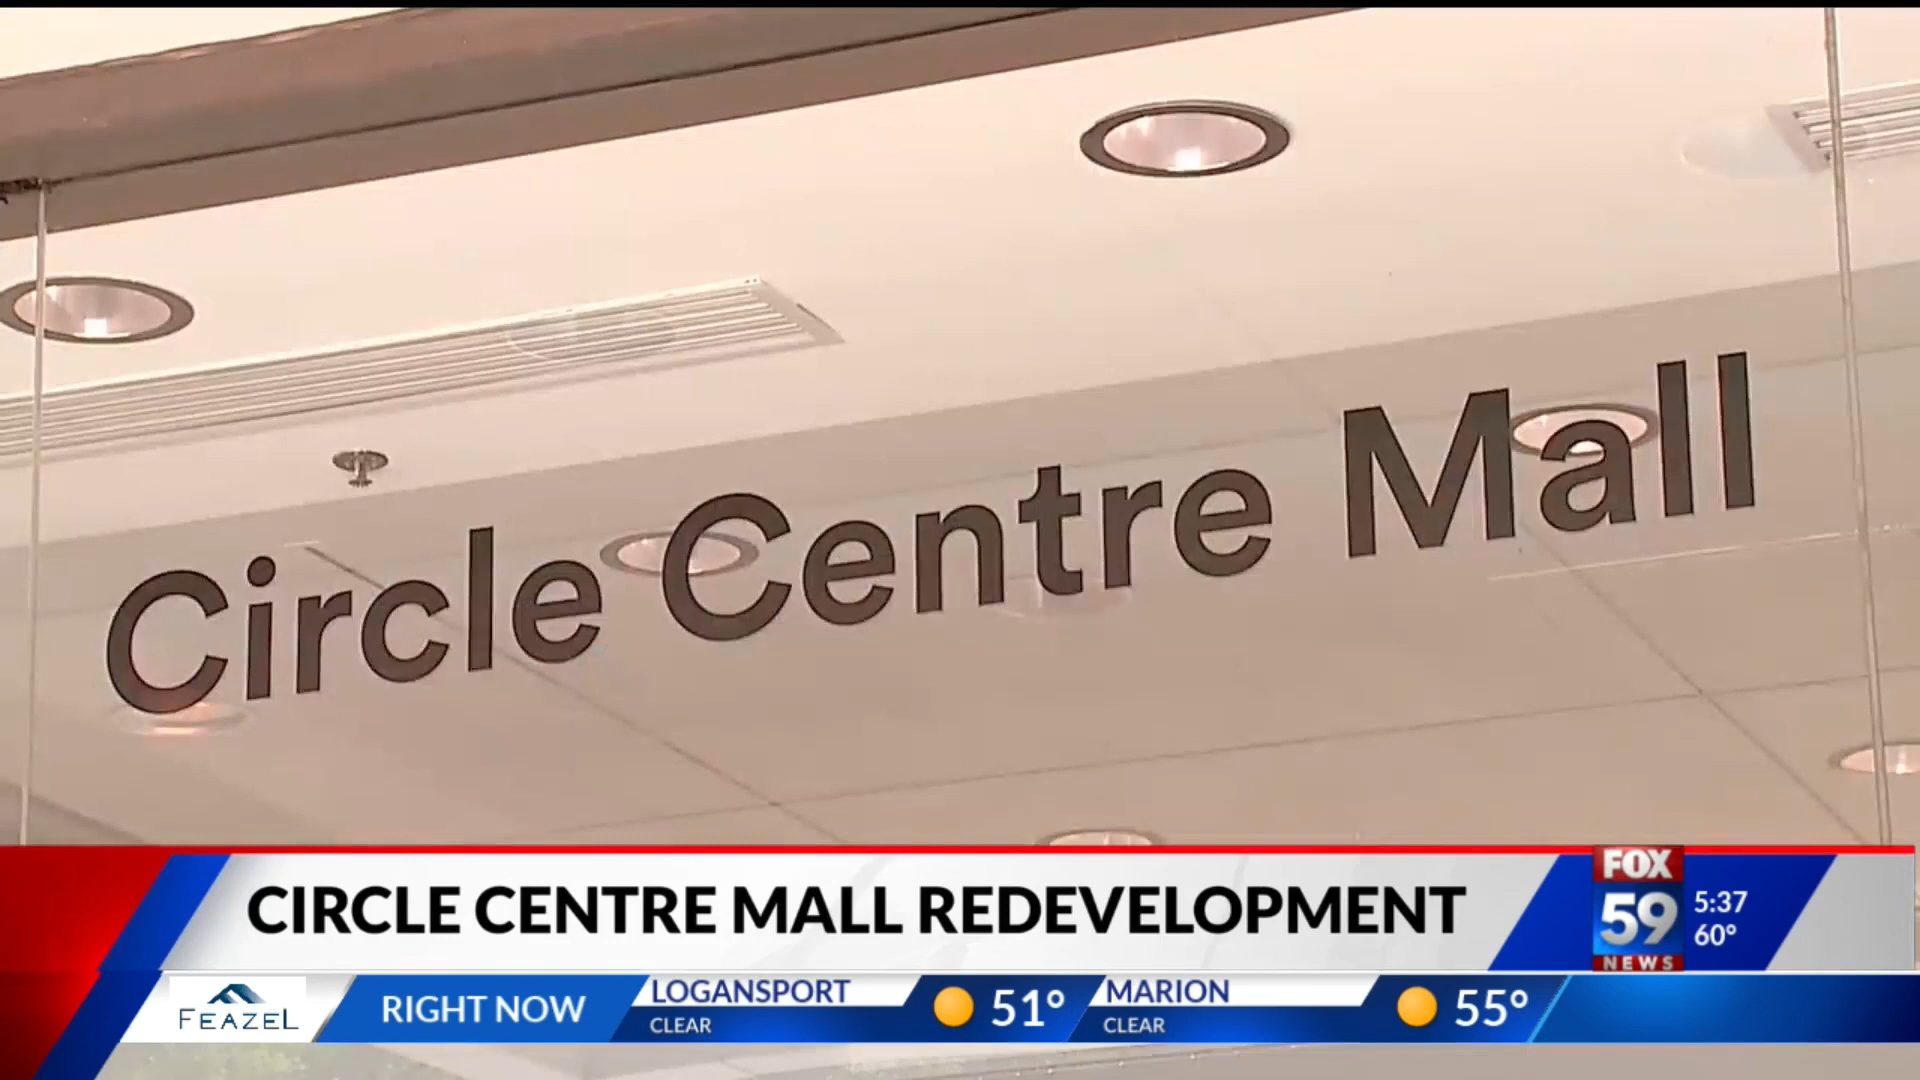 Circle Centre Mall
CIRCLE CENTRE MALL REDEVELOPMENT
FOX
59
NEWS
5:37
60°
FEAZEL
RIGHT NOW
LOGANSPORT
CLEAR
51°
MARION
CLEAR
55°